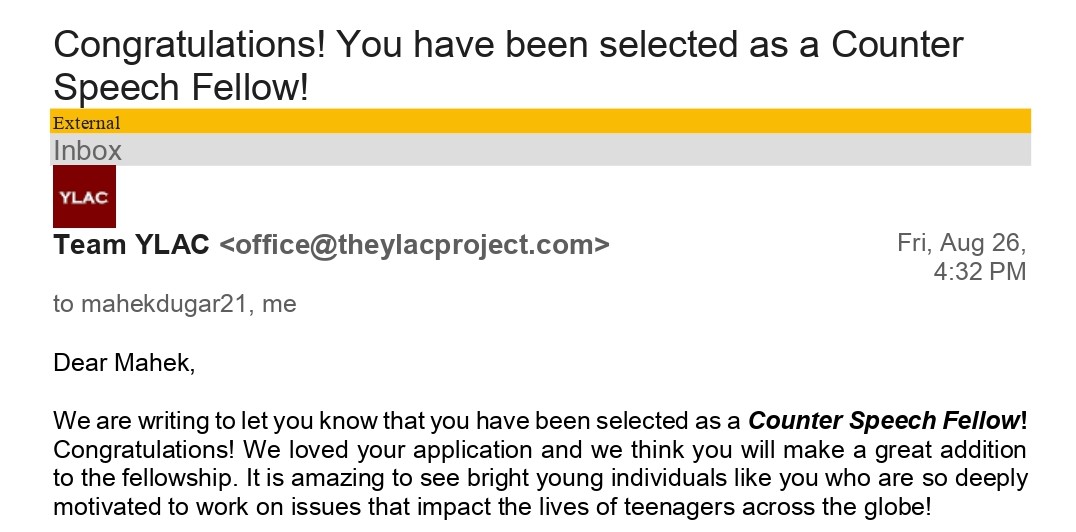 Congratulations! You have been selected as a Counter
Speech Fellow!
External
Inbox
YLAC
Team YLAC <office@theylacproject.com>
Fri, Aug 26,
4:32 PM
to mahekdugar21, me
Dear Mahek,
We are writing to let you know that you have been selected as a Counter Speech Fellow!
Congratulations! We loved your application and we think you will make a great addition
to the fellowship. It is amazing to see bright young individuals like you who are so deeply
motivated to work on issues that impact the lives of teenagers across the globe!